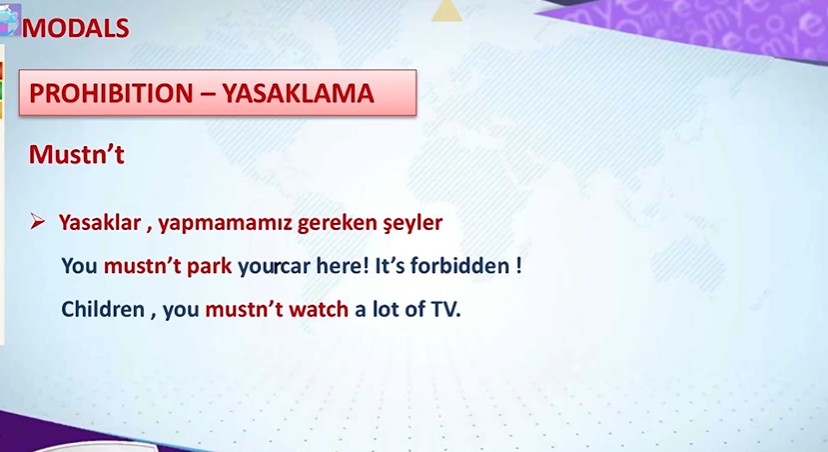 MODALS
PROHIBITION – YASAKLAMA
Mustn't
Yasaklar , yapmamamız gereken şeyler
You mustn't park yourcar here! It's forbidden !
Children , you mustn't watch a lot of TV.